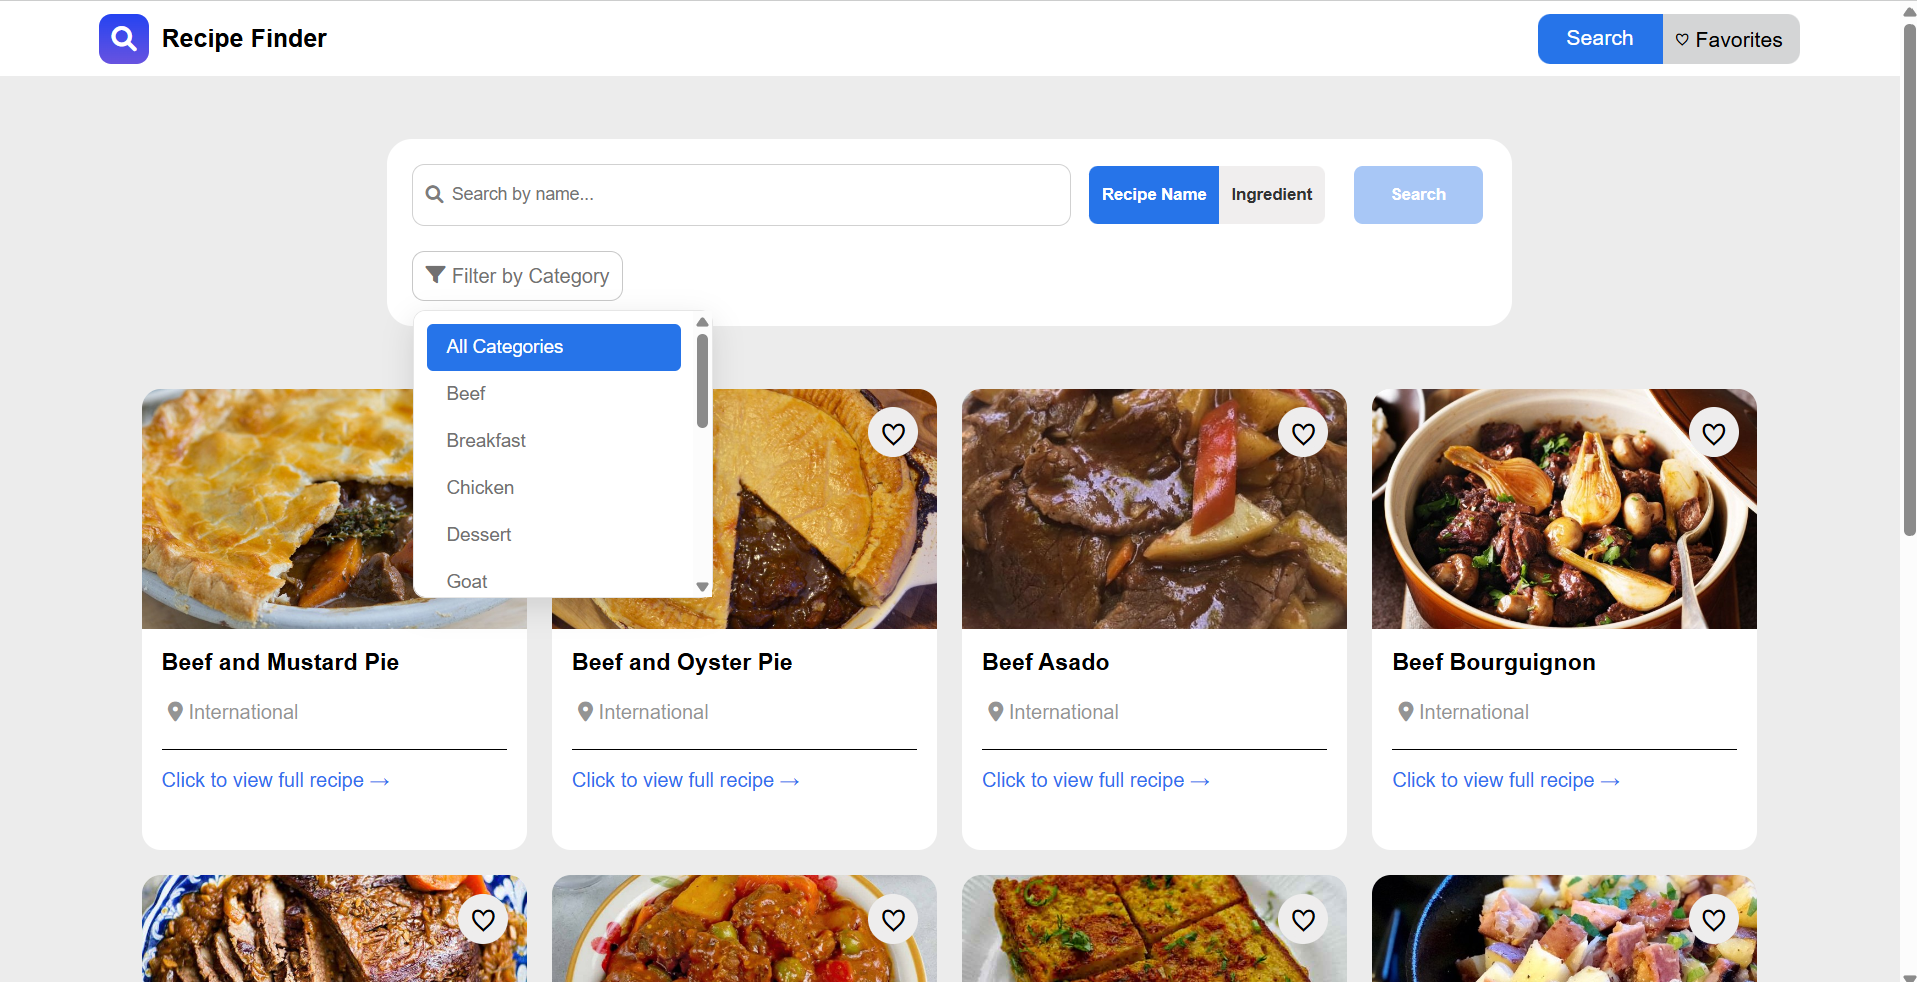 Recipe Finder
Search
Favorites
Search by name...
Recipe Name
Ingredient
Search
Filter by Category
All Categories
Beef
Breakfast
Chicken
Dessert
Goat
Beef and Mustard Pie
International
Click to view full recipe →
Beef and Oyster Pie
International
Click to view full recipe →
Beef Asado
International
Click to view full recipe →
Beef Bourguignon
International
Click to view full recipe →